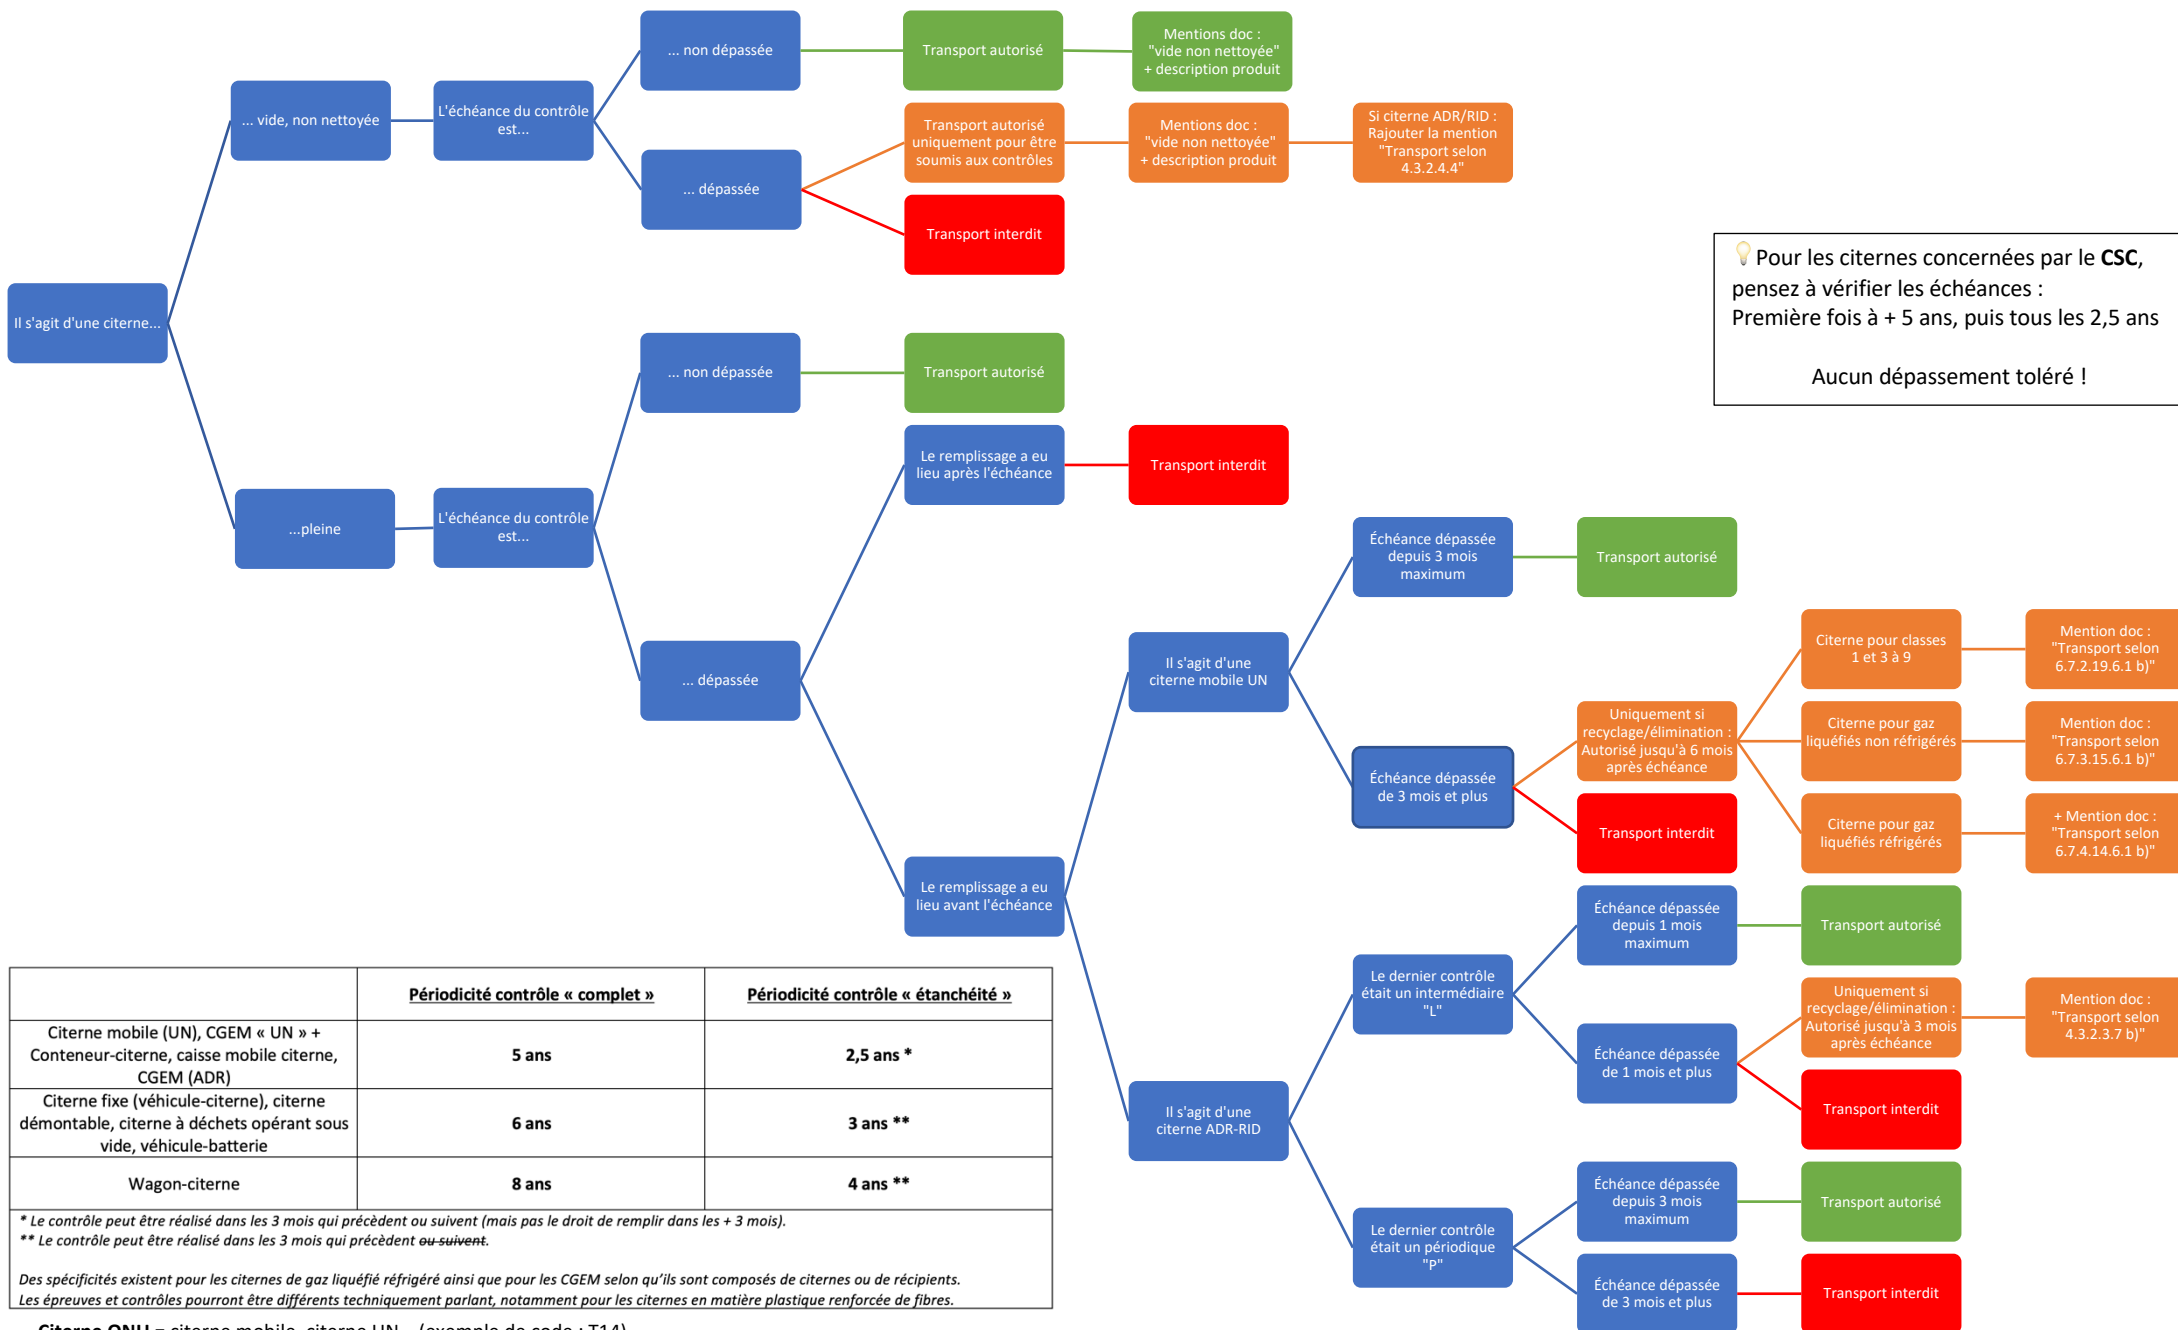 Il s'agit d'une citerne...
... vide, non nettoyée
L'échéance du contrôle
est...
... non dépassée
Transport autorisé
Mentions doc :
"vide non nettoyée"
+ description produit
... dépassée
Transport autorisé
uniquement pour être
soumis aux contrôles
Mentions doc :
"vide non nettoyée"
+ description produit
Si citerne ADR/RID :
Rajouter la mention
"Transport selon
4.3.2.4.4"
Transport interdit
...pleine
L'échéance du contrôle
est...
... non dépassée
Transport autorisé
... dépassée
Le remplissage a eu
lieu après l'échéance
Transport interdit
Le remplissage a eu
lieu avant l'échéance
Il s'agit d'une
citerne mobile UN
Échéance dépassée
depuis 3 mois
maximum
Transport autorisé
Échéance dépassée
de 3 mois et plus
Uniquement si
recyclage/élimination :
Autorisé jusqu'à 6 mois
après échéance
Citerne pour classes
1 et 3 à 9
Mention doc :
"Transport selon
6.7.2.19.6.1 b)"
Citerne pour gaz
liquéfiés non réfrigérés
Mention doc :
"Transport selon
6.7.3.15.6.1 b)"
Citerne pour gaz
liquéfiés réfrigérés
+ Mention doc :
"Transport selon
6.7.4.14.6.1 b)"
Transport interdit
Il s'agit d'une
citerne ADR-RID
Le dernier contrôle
était un intermédiaire
"L"
Échéance dépassée
depuis 1 mois
maximum
Transport autorisé
Échéance dépassée
de 1 mois et plus
Uniquement si
recyclage/élimination :
Autorisé jusqu'à 3 mois
après échéance
Mention doc :
"Transport selon
4.3.2.3.7 b)"
Transport interdit
Le dernier contrôle
était un périodique
"P"
Échéance dépassée
depuis 3 mois
maximum
Transport autorisé
Échéance dépassée
de 3 mois et plus
Transport interdit
Pour les citernes concernées par le CSC,
pensez à vérifier les échéances :
Première fois à + 5 ans, puis tous les 2,5 ans
Aucun dépassement toléré !
Périodicité contrôle « complet »
Périodicité contrôle « étanchéité »
Citerne mobile (UN), CGEM « UN » +
Conteneur-citerne, caisse mobile citerne,
CGEM (ADR)
5 ans
2,5 ans *
Citerne fixe (véhicule-citerne), citerne
démontable, citerne à déchets opérant sous
vide, véhicule-batterie
6 ans
3 ans **
Wagon-citerne
8 ans
4 ans **
* Le contrôle peut être réalisé dans les 3 mois qui précèdent ou suivent (mais pas le droit de remplir dans les + 3 mois).
** Le contrôle peut être réalisé dans les 3 mois qui précèdent ou suivent.
Des spécificités existent pour les citernes de gaz liquéfié réfrigéré ainsi que pour les CGEM selon qu'ils sont composés de citernes ou de récipients.
Les épreuves et contrôles pourront être différents techniquement parlant, notamment pour les citernes en matière plastique renforcée de fibres.
Citerne ONU = citerne mobile, citerne UN... (exemple de code : T14)